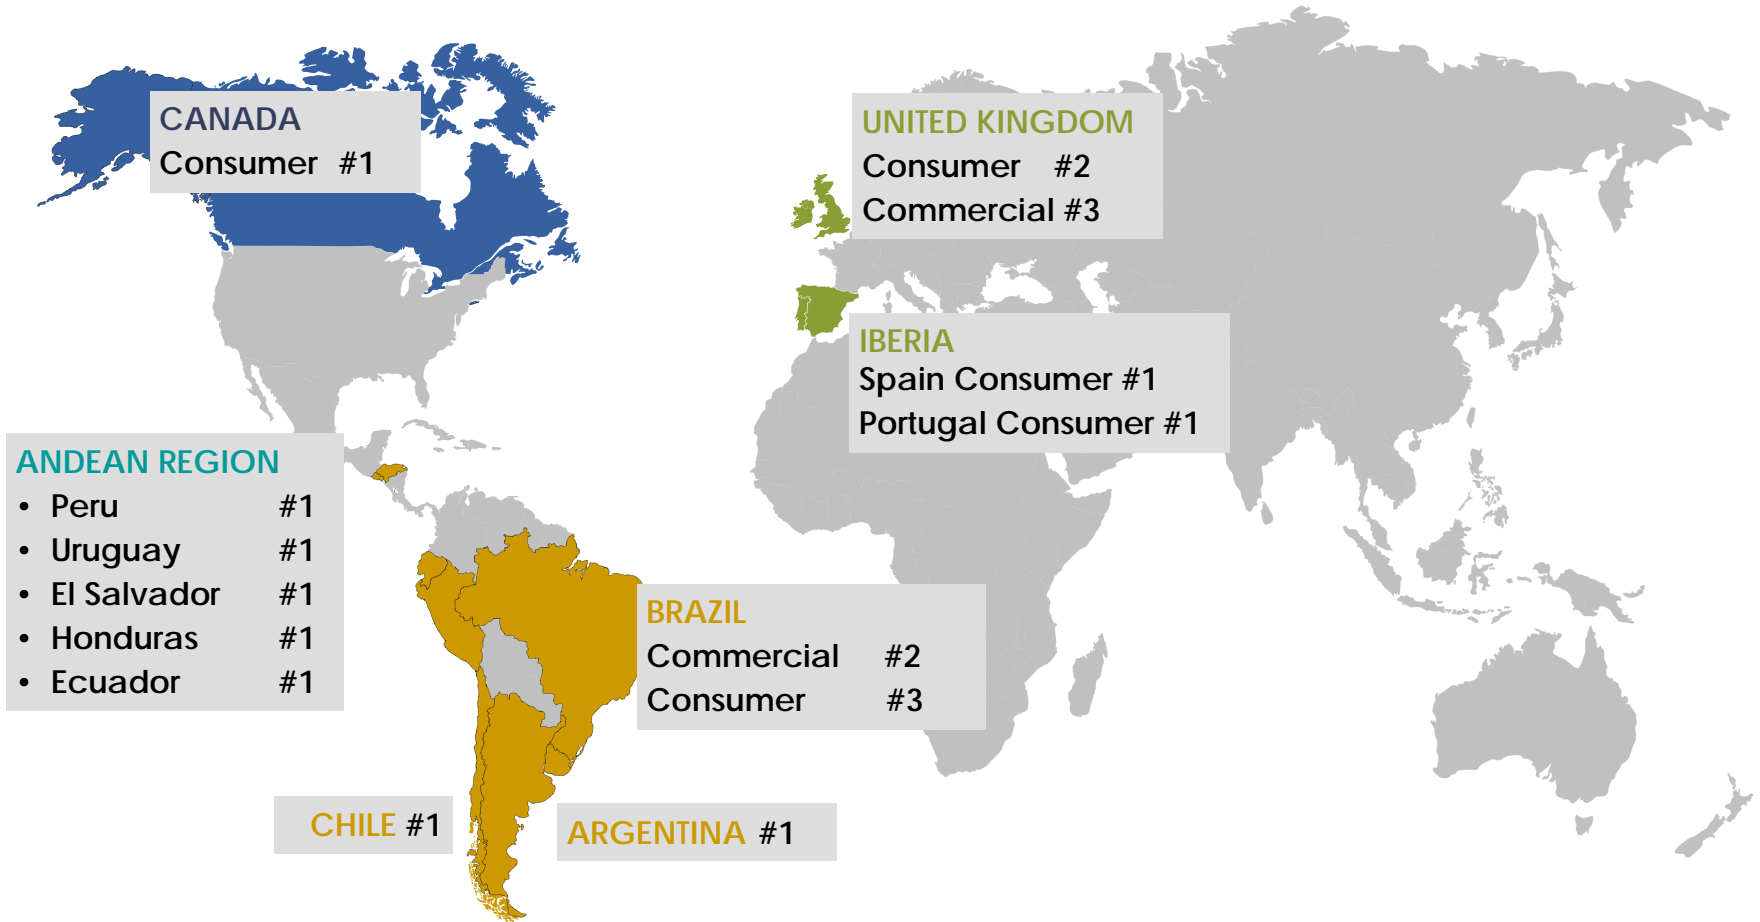 CANADA
Consumer #1
UNITED KINGDOM
Consumer #2
Commercial #3
IBERIA
Spain Consumer #1
Portugal Consumer #1
ANDEAN REGION
• Peru #1
• Uruguay #1
• El Salvador #1
• Honduras #1
• Ecuador #1
BRAZIL
Commercial #2
Consumer #3
CHILE #1
ARGENTINA #1